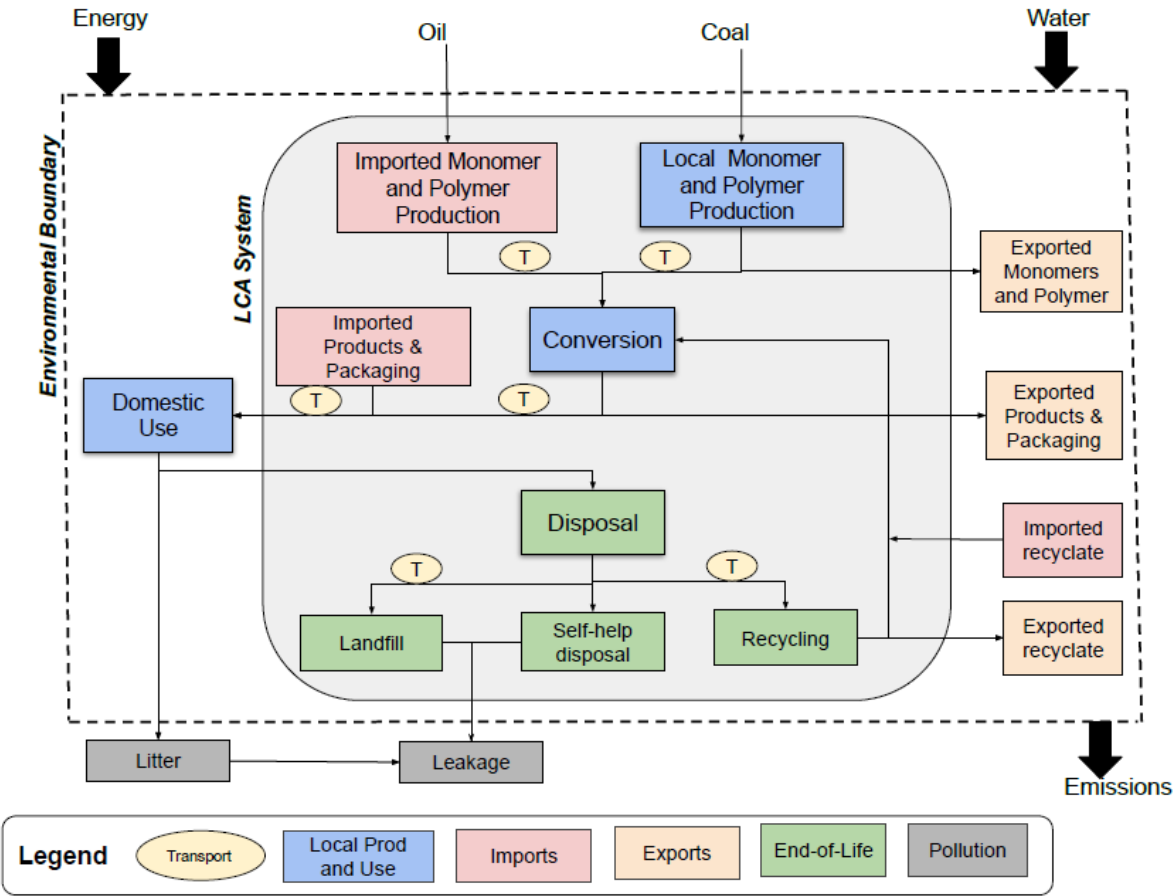 Energy
Oil
Coal
Water
Environmental Boundary
LCA System
Imported Monomer
and Polymer
Production
Local Monomer
and Polymer
Production
T
T
Exported
Monomers
and Polymer
Imported
Products &
Packaging
Conversion
T
T
Domestic
Use
Exported
Products &
Packaging
Disposal
Imported
recyclate
T
T
Landfill
Self-help
disposal
Recycling
Exported
recyclate
Litter
Leakage
Emissions
Legend
Transport
Local Prod
and Use
Imports
Exports
End-of-Life
Pollution